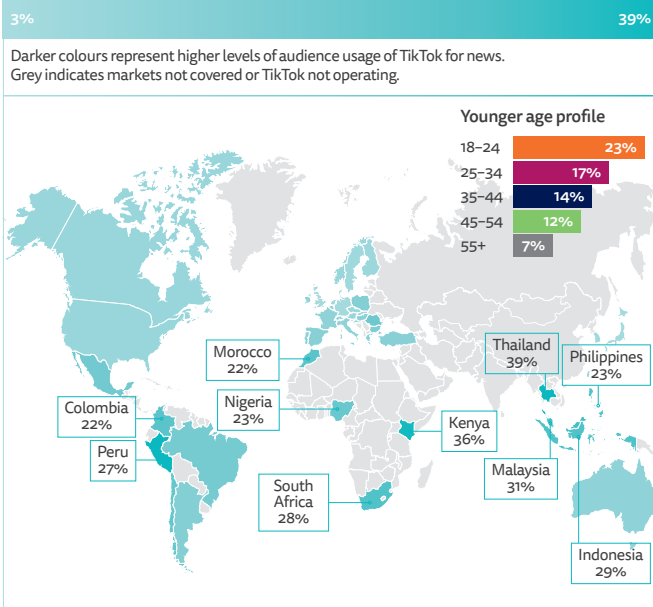 3%
39%
Darker colours represent higher levels of audience usage of TikTok for news.
Grey indicates markets not covered or TikTok not operating.
Younger age profile
18–24 23%
25–34 17%
35–44 14%
45–54 12%
55+ 7%
Morocco
22%
Thailand
39%
Philippines
23%
Colombia
22%
Nigeria
23%
Kenya
36%
Peru
27%
Malaysia
31%
South
Africa
28%
Indonesia
29%